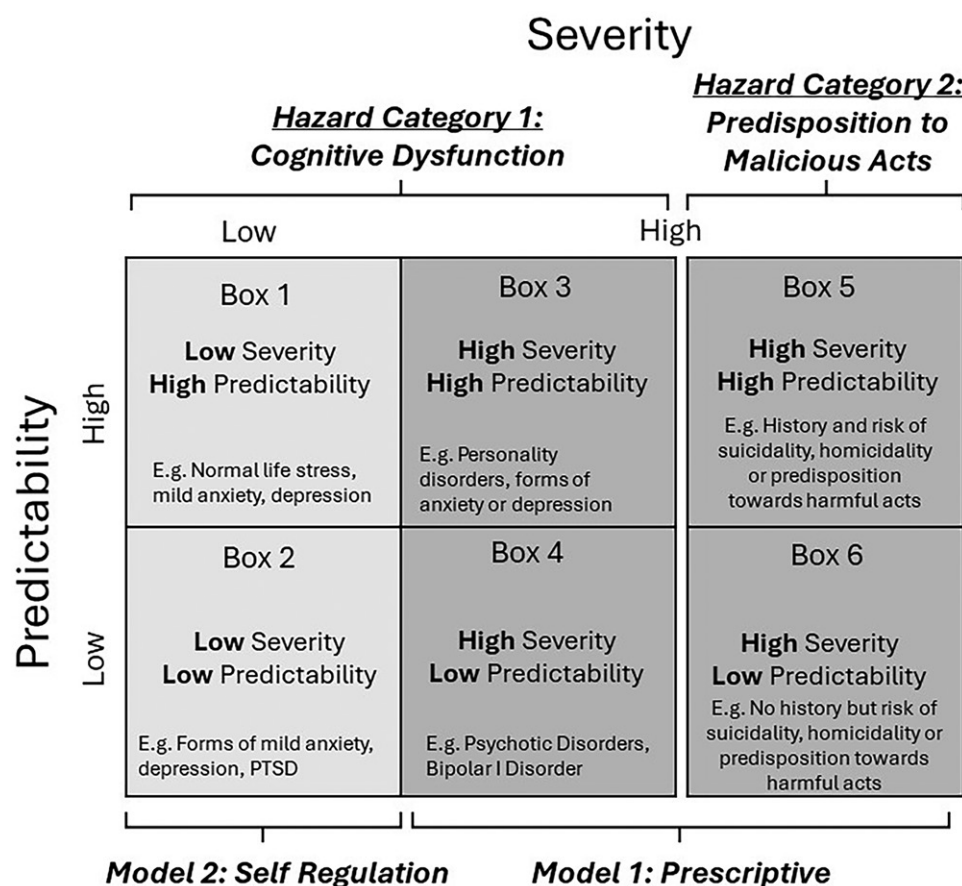 Severity
Hazard Category 1:
Cognitive Dysfunction
Hazard Category 2:
Predisposition to
Malicious Acts
Low
High
Predictability
High
Low
Box 1
Low Severity
High Predictability
E.g. Normal life stress,
mild anxiety, depression
Box 3
High Severity
High Predictability
E.g. Personality
disorders, forms of
anxiety or depression
Box 5
High Severity
High Predictability
E.g. History and risk of
suicidality, homicidality
or predisposition
towards harmful acts
Box 2
Low Severity
Low Predictability
E.g. Forms of mild anxiety,
depression, PTSD
Box 4
High Severity
Low Predictability
E.g. Psychotic Disorders,
Bipolar I Disorder
Box 6
High Severity
Low Predictability
E.g. No history but risk of
suicidality, homicidality or
predisposition towards
harmful acts
Model 2: Self Regulation
Model 1: Prescriptive